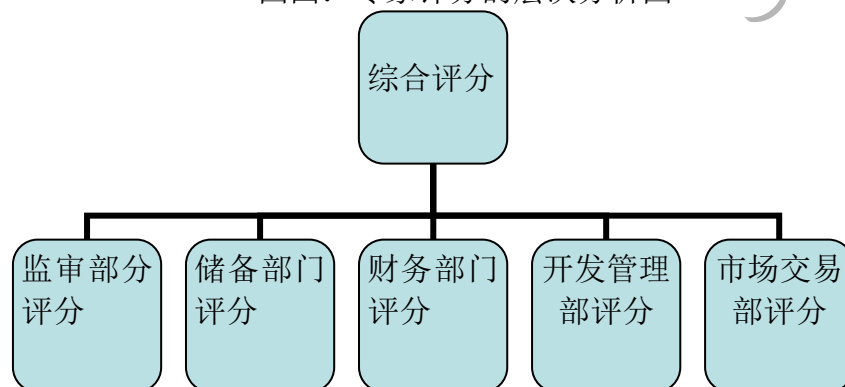 综合评分
监审部分
评分
储备部门
评分
财务部门
评分
开发管理
部评分
市场交易
部评分